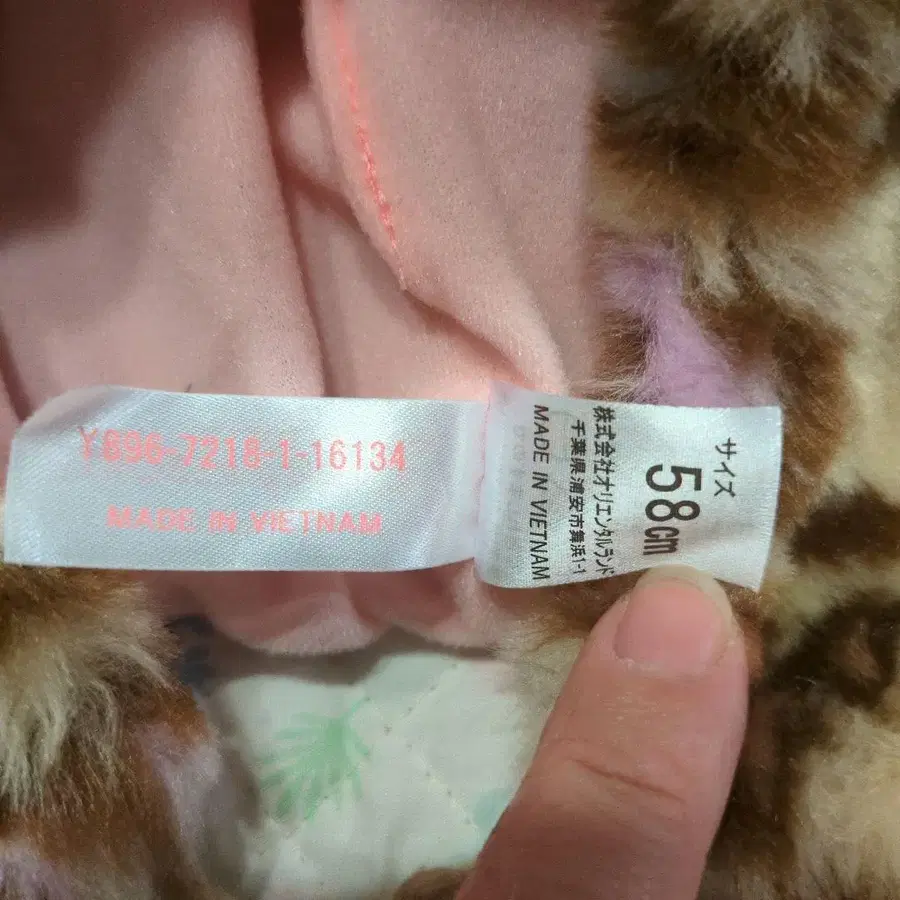 Y696-7218-1-16134
MADE IN VIETNAM
サイズ
58cm
株式会社オリエンタルランド
千葉県浦安市舞浜1-1
MADE IN VIETNAM